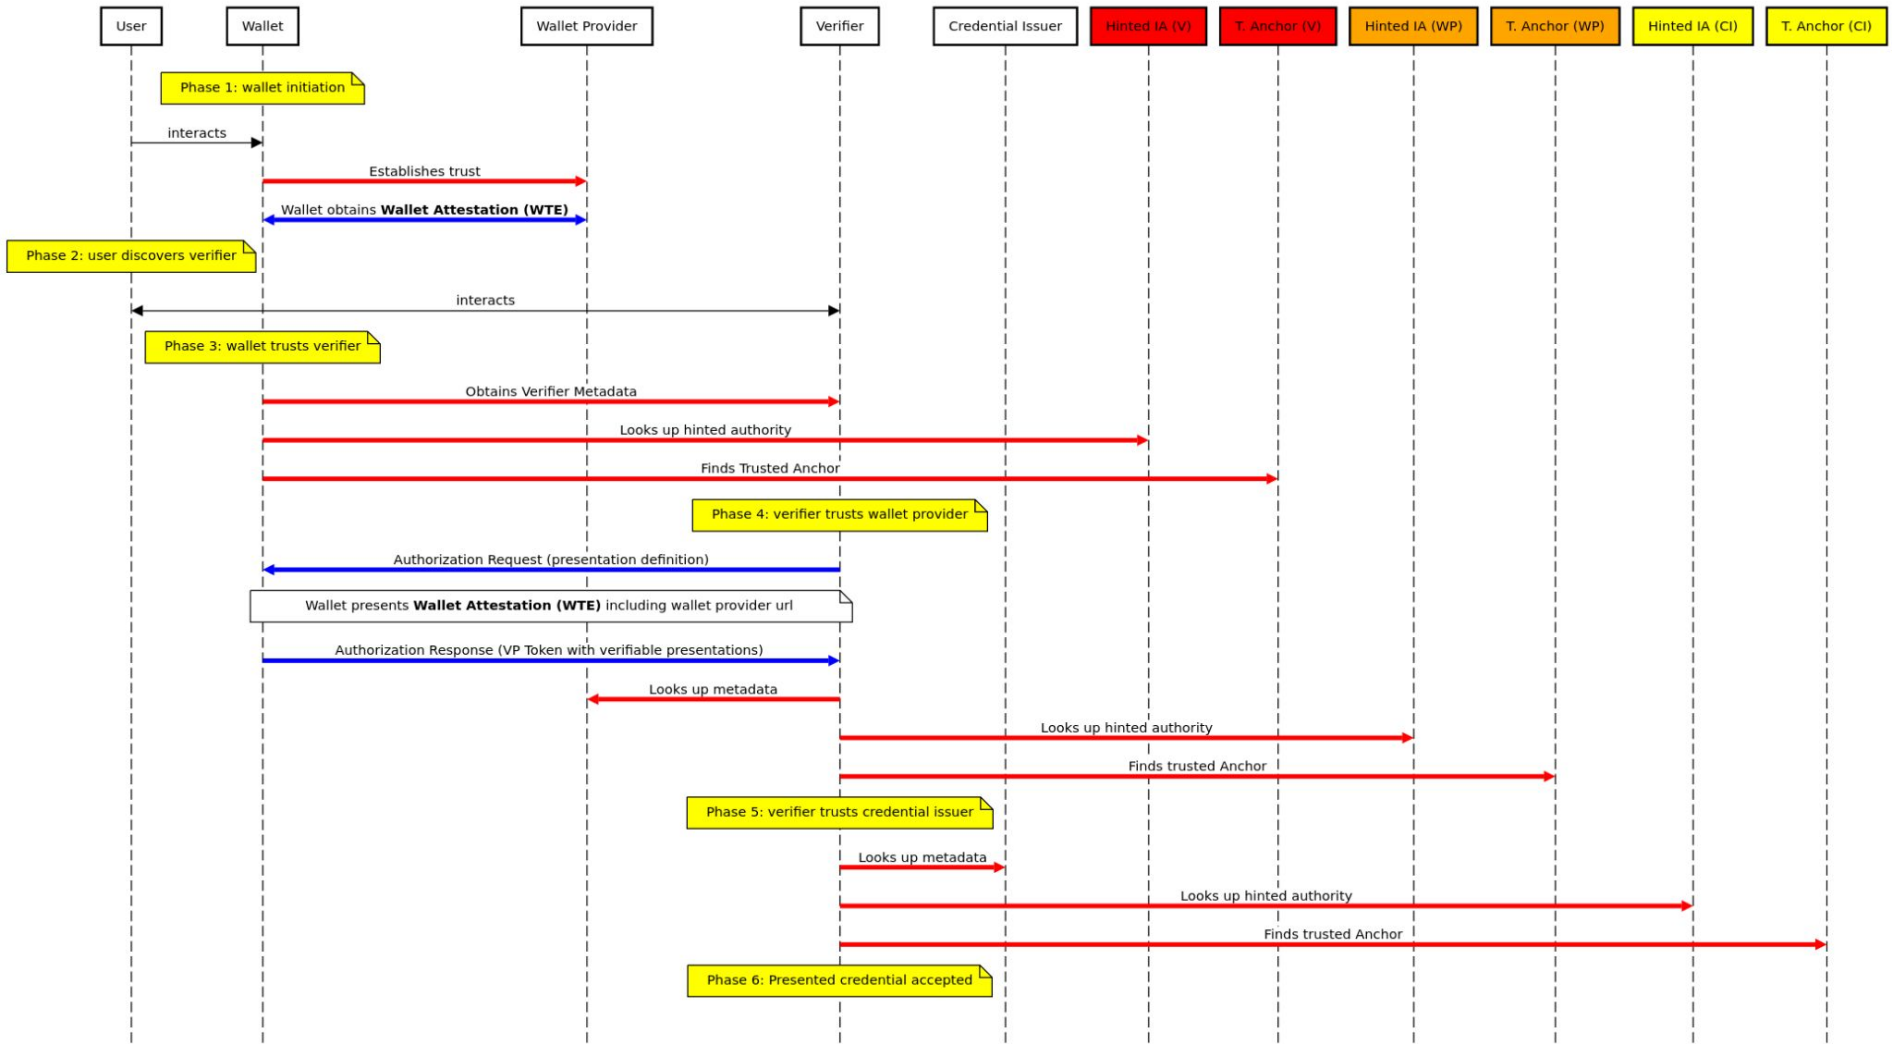 User
Wallet
Wallet Provider
Verifier
Credential Issuer
Hinted IA (V)
T. Anchor (V)
Hinted IA (WP)
T. Anchor (WP)
Hinted IA (CI)
T. Anchor (CI)
Phase 1: wallet initiation
interacts
Establishes trust
Wallet obtains Wallet Attestation (WTE)
Phase 2: user discovers verifier
interacts
Phase 3: wallet trusts verifier
Obtains Verifier Metadata
Looks up hinted authority
Finds Trusted Anchor
Phase 4: verifier trusts wallet provider
Authorization Request (presentation definition)
Wallet presents Wallet Attestation (WTE) including wallet provider url
Authorization Response (VP Token with verifiable presentations)
Looks up metadata
Looks up hinted authority
Finds trusted Anchor
Phase 5: verifier trusts credential issuer
Looks up metadata
Looks up hinted authority
Finds trusted Anchor
Phase 6: Presented credential accepted